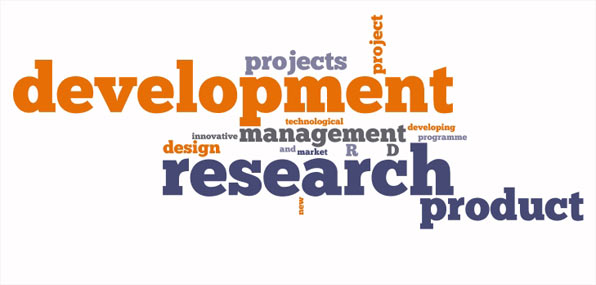 project
projects
development
technological
developing
innovative management programme
design and market R D
research
new
product